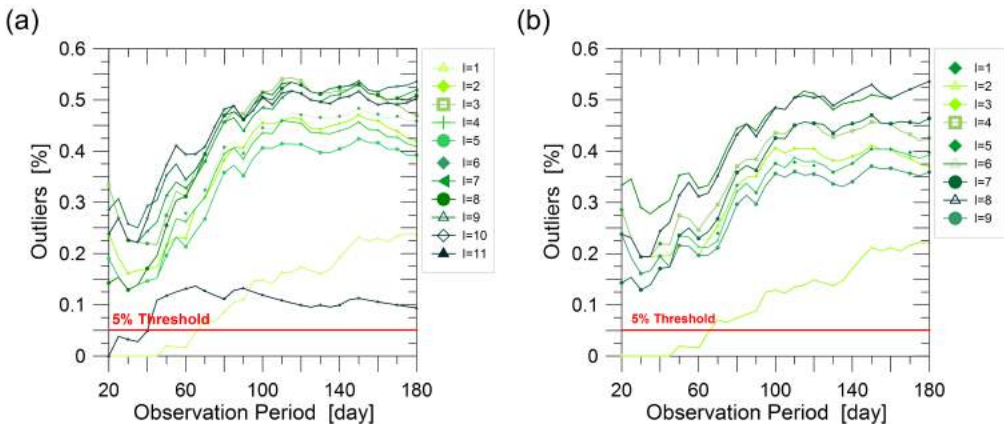 (a)
0.6
0.5
0.4
0.3
0.2
0.1
0
Outliers [%]
5% Threshold
20 60 100 140 180
Observation Period [day]
l=1
l=2
l=3
l=4
l=5
l=6
l=7
l=8
l=9
l=10
l=11
(b)
0.6
0.5
0.4
0.3
0.2
0.1
0
Outliers [%]
5% Threshold
20 60 100 140 180
Observation Period [day]
l=1
l=2
l=3
l=4
l=5
l=6
l=7
l=8
l=9